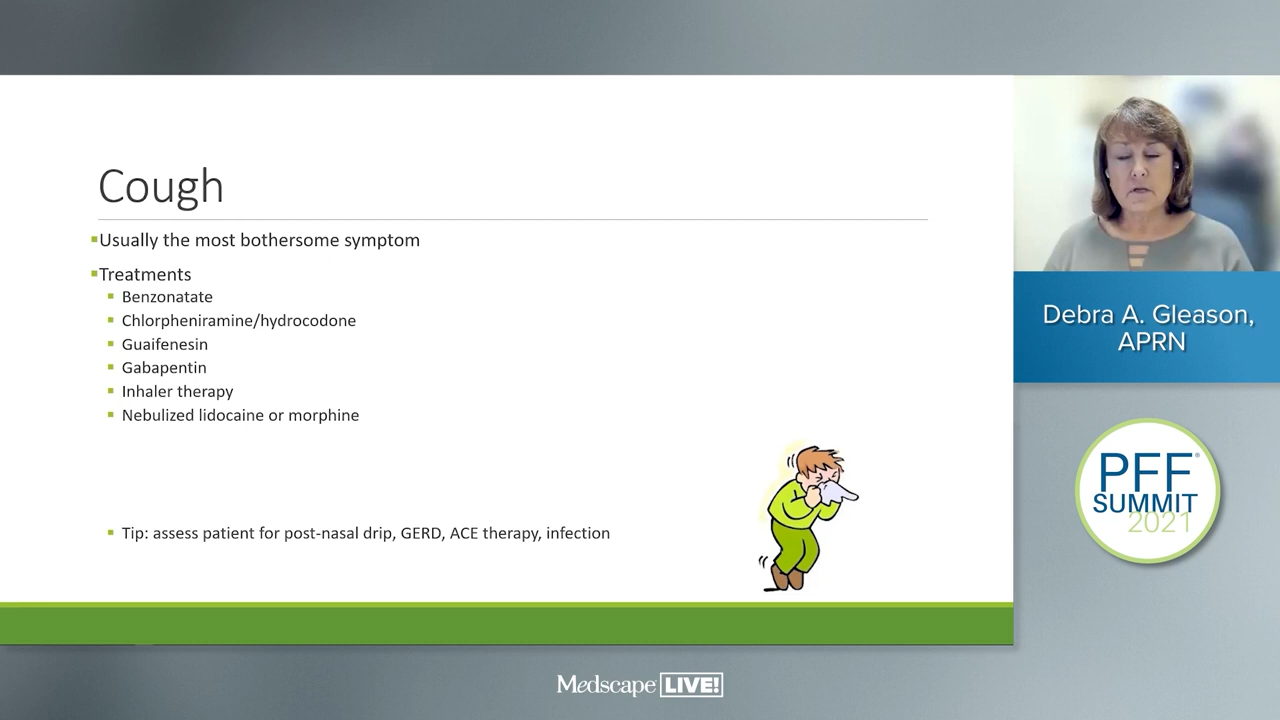 Cough
Usually the most bothersome symptom
Treatments
Benzonatate
Chlorpheniramine/hydrocodone
Guaifenesin
Gabapentin
Inhaler therapy
Nebulized lidocaine or morphine
Tip: assess patient for post-nasal drip, GERD, ACE therapy, infection
Debra A. Gleason,
APRN
PFF®
SUMMIT
2021
Medscape LIVE!